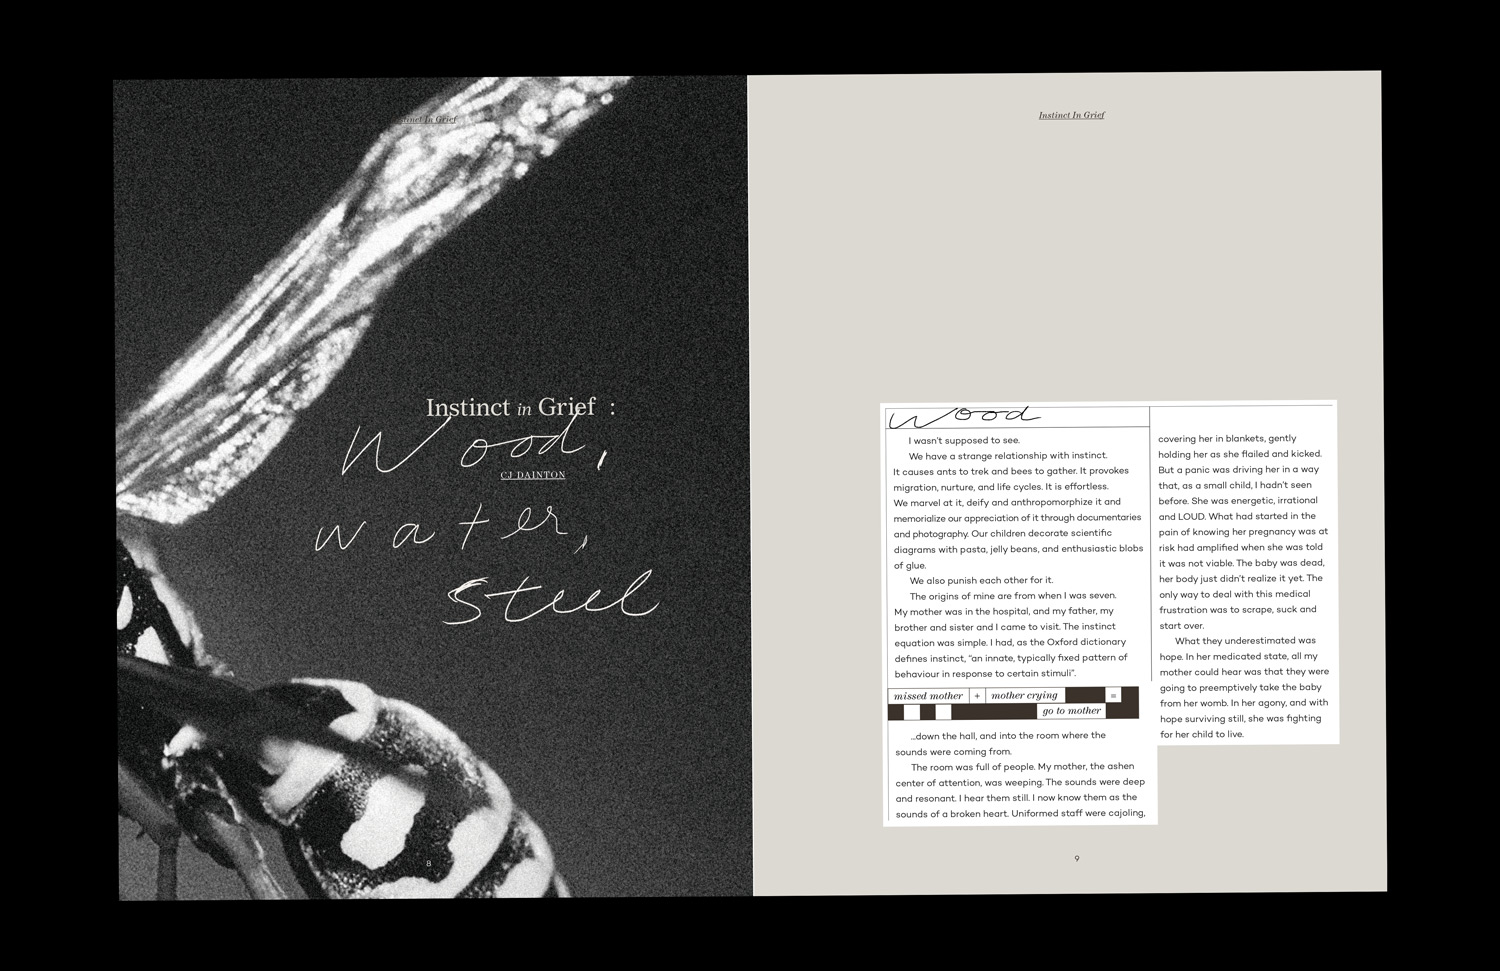 Instinct In Grief
Instinct in Grief :
Wood,
CJ DAINTON
water,
steel
8
Instinct In Grief
Wood
I wasn't supposed to see.
We have a strange relationship with instinct.
It causes ants to trek and bees to gather. It provokes
migration, nurture, and life cycles. It is effortless.
We marvel at it, deify and anthropomorphize it and
memorialize our appreciation of it through documentaries
and photography. Our children decorate scientific
diagrams with pasta, jelly beans, and enthusiastic blobs
of glue.
We also punish each other for it.
The origins of mine are from when I was seven.
My mother was in the hospital, and my father, my
brother and sister and I came to visit. The instinct
equation was simple. I had, as the Oxford dictionary
defines instinct, “an innate, typically fixed pattern of
behaviour in response to certain stimuli”.
missed mother + mother crying =
go to mother
...down the hall, and into the room where the
sounds were coming from.
The room was full of people. My mother, the ashen
center of attention, was weeping. The sounds were deep
and resonant. I hear them still. I now know them as the
sounds of a broken heart. Uniformed staff were cajoling,
covering her in blankets, gently
holding her as she flailed and kicked.
But a panic was driving her in a way
that, as a small child, I hadn't seen
before. She was energetic, irrational
and LOUD. What had started in the
pain of knowing her pregnancy was at
risk had amplified when she was told
it was not viable. The baby was dead,
her body just didn't realize it yet. The
only way to deal with this medical
frustration was to scrape, suck and
start over.
What they underestimated was
hope. In her medicated state, all my
mother could hear was that they were
going to preemptively take the baby
from her womb. In her agony, and with
hope surviving still, she was fighting
for her child to live.
9